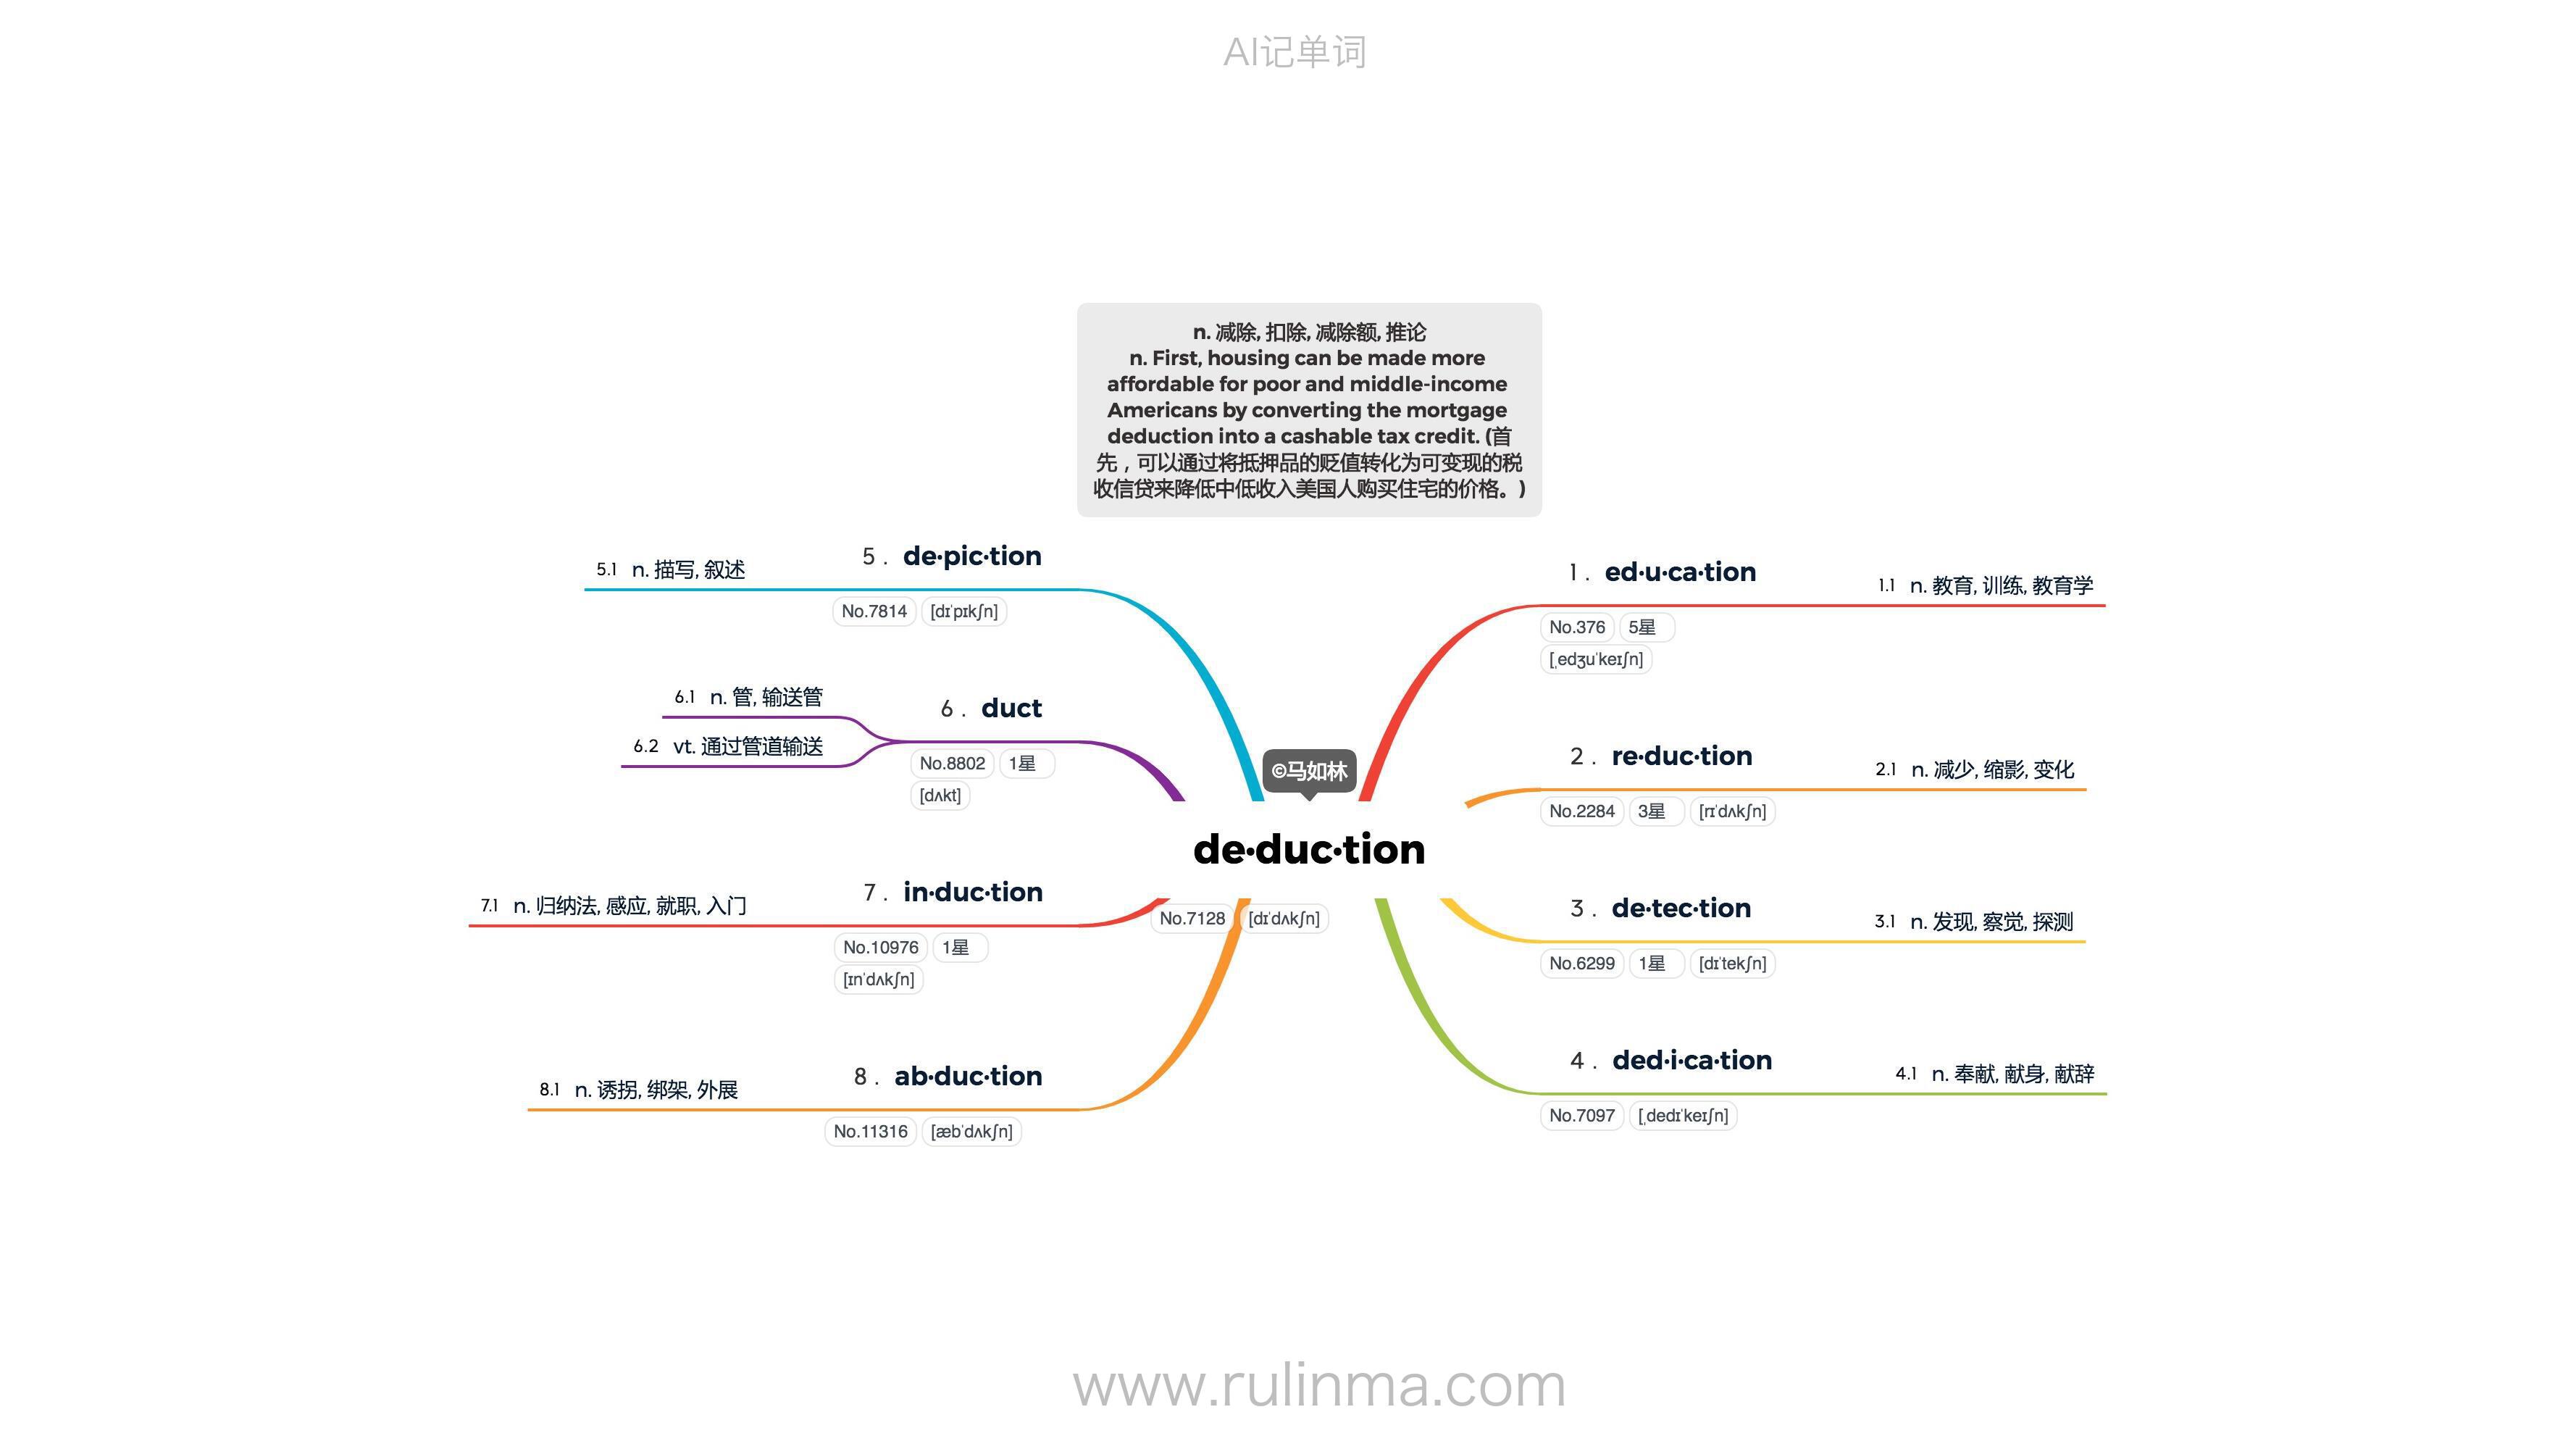 AI记单词
n. 减除, 扣除, 减除额, 推论
n. First, housing can be made more
affordable for poor and middle-income
Americans by converting the mortgage
deduction into a cashable tax credit. (首
先，可以通过将抵押品的贬值转化为可变现的税
收信贷来降低中低收入美国人购买住宅的价格。)
©马如林
de·duc·tion
No.7128 [dɪˈdʌkʃn]
1. ed·u·ca·tion
1.1 n. 教育, 训练, 教育学
No.376 5星
[ˌedʒuˈkeɪʃn]
2. re·duc·tion
2.1 n. 减少, 缩影, 变化
No.2284 3星 [rɪˈdʌkʃn]
3. de·tec·tion
3.1 n. 发现, 察觉, 探测
No.6299 1星 [dɪˈtekʃn]
4. ded·i·ca·tion
4.1 n. 奉献, 献身, 献辞
No.7097 [ˌdedɪˈkeɪʃn]
5. de·pic·tion
5.1 n. 描写, 叙述
No.7814 [dɪˈpɪkʃn]
6. duct
6.1 n. 管, 输送管
6.2 vt. 通过管道输送
No.8802 1星
[dʌkt]
7. in·duc·tion
7.1 n. 归纳法, 感应, 就职, 入门
No.10976 1星
[ɪnˈdʌkʃn]
8. ab·duc·tion
8.1 n. 诱拐, 绑架, 外展
No.11316 [æbˈdʌkʃn]
www.rulinma.com